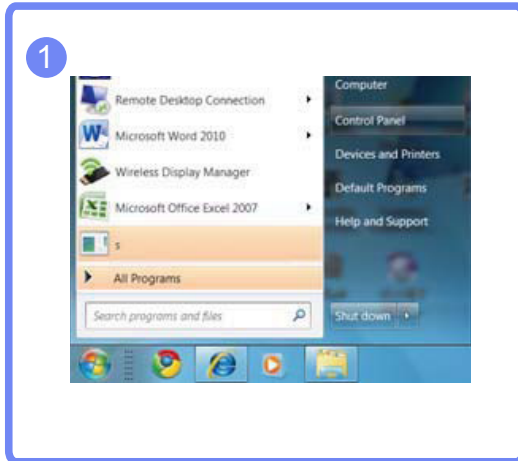 1
Computer
Remote Desktop Connection
Control Panel
Microsoft Word 2010
Devices and Printers
Wireless Display Manager
Default Programs
Microsoft Office Excel 2007
Help and Support
s
All Programs
Search programs and files
Shut down